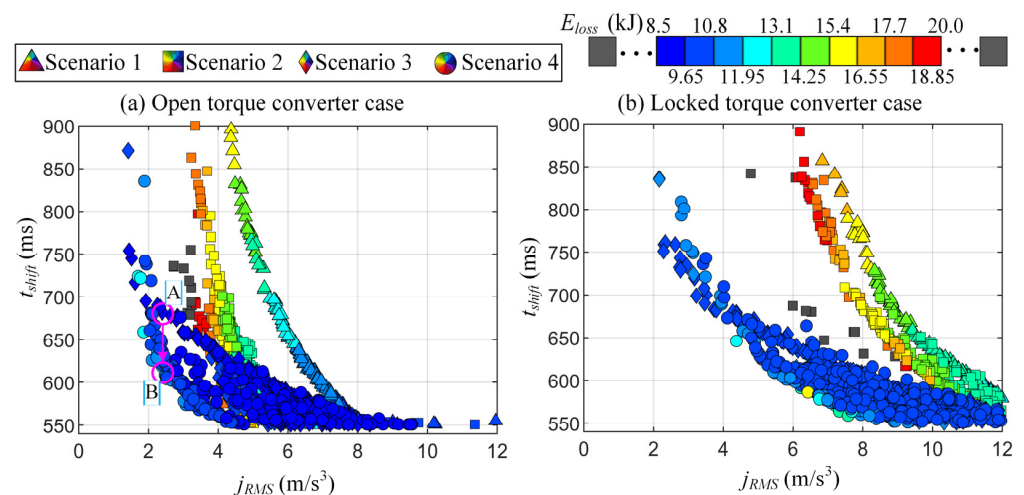 E_loss (kJ) 8.5 10.8 13.1 15.4 17.7 20.0
9.65 11.95 14.25 16.55 18.85
Scenario 1 Scenario 2 Scenario 3 Scenario 4
(a) Open torque converter case
900
850
800
750
700
650
600
550
t_shift (ms)
A
B
0 2 4 6 8 10 12
j_RMS (m/s³)
(b) Locked torque converter case
900
850
800
750
700
650
600
550
t_shift (ms)
0 2 4 6 8 10 12
j_RMS (m/s³)